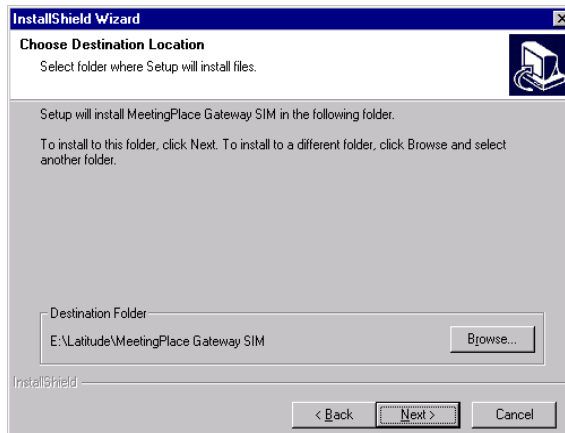 InstallShield Wizard
Choose Destination Location
Select folder where Setup will install files.
Setup will install MeetingPlace Gateway SIM in the following folder.
To install to this folder, click Next. To install to a different folder, click Browse and select
another folder.
Destination Folder
E:\Latitude\MeetingPlace Gateway SIM
Browse...
InstallShield
< Back
Next >
Cancel